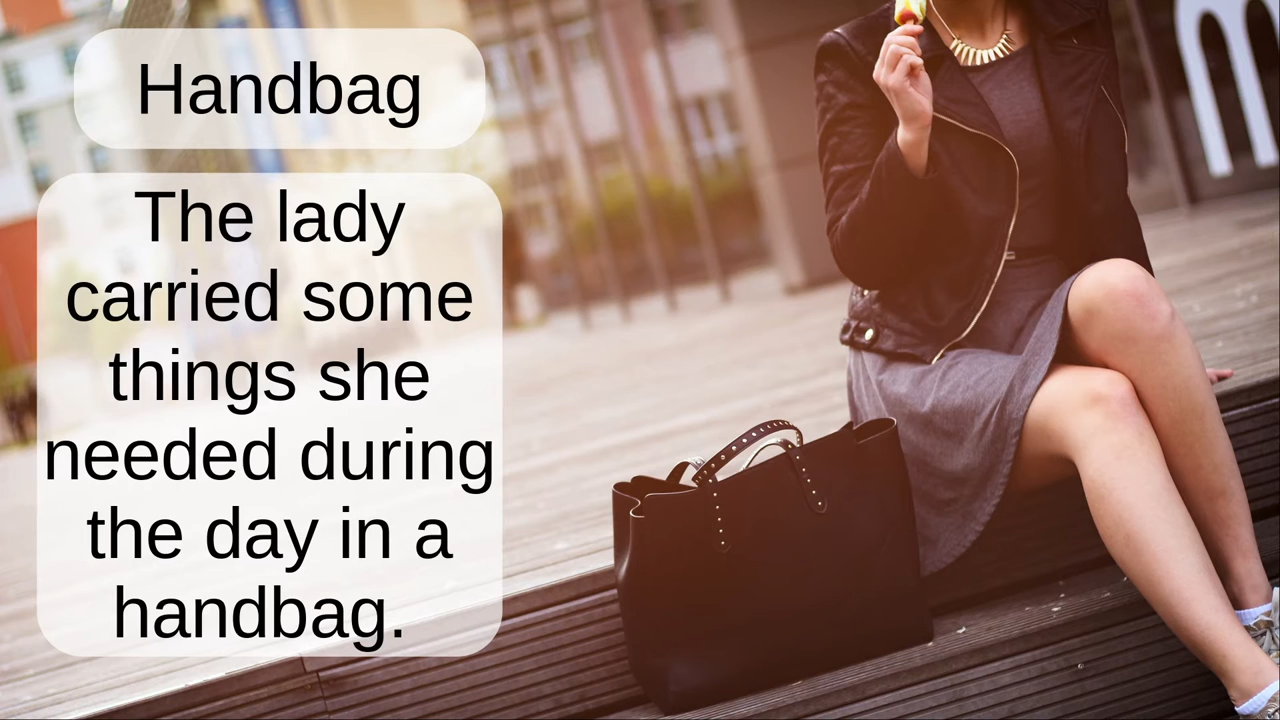 Handbag
The lady
carried some
things she
needed during
the day in a
handbag.